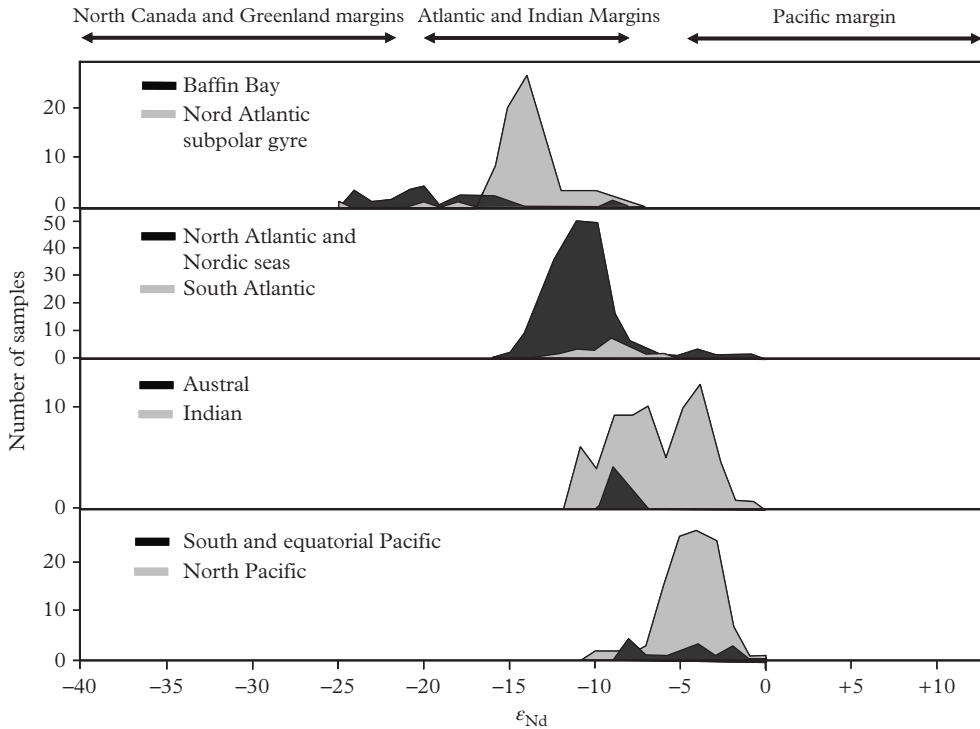 North Canada and Greenland margins
Atlantic and Indian Margins
Pacific margin
Number of samples
Baffin Bay
Nord Atlantic
subpolar gyre
20
10
0
North Atlantic and
Nordic seas
South Atlantic
50
40
30
20
10
0
Austral
Indian
10
0
South and equatorial Pacific
North Pacific
20
10
0
−40
−35
−30
−25
−20
−15
−10
−5
0
+5
+10
εNd